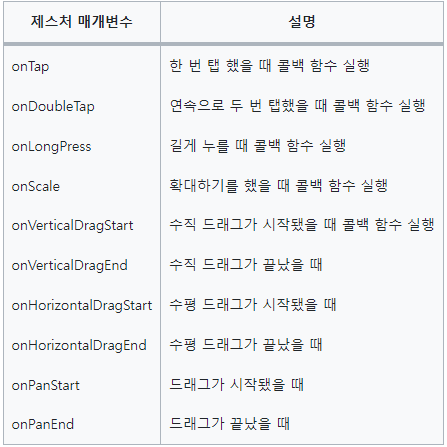 제스처 매개변수 설명
onTap 한 번 탭 했을 때 콜백 함수 실행
onDoubleTap 연속으로 두 번 탭했을 때 콜백 함수 실행
onLongPress 길게 누를 때 콜백 함수 실행
onScale 확대하기를 했을 때 콜백 함수 실행
onVerticalDragStart 수직 드래그가 시작됐을 때 콜백 함수 실행
onVerticalDragEnd 수직 드래그가 끝났을 때
onHorizontalDragStart 수평 드래그가 시작됐을 때
onHorizontalDragEnd 수평 드래그가 끝났을 때
onPanStart 드래그가 시작됐을 때
onPanEnd 드래그가 끝났을 때